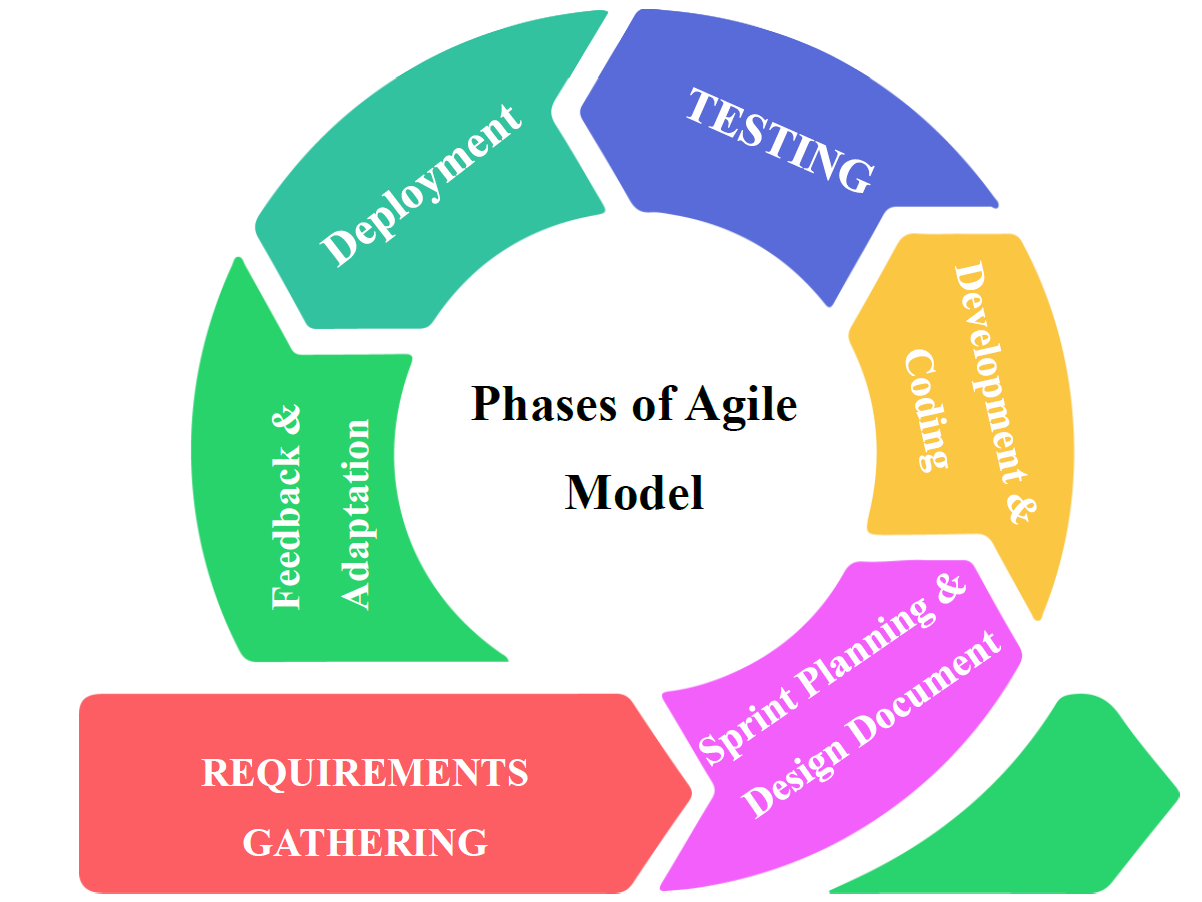 Phases of Agile
Model
REQUIREMENTS
GATHERING
Sprint Planning &
Design Document
Development &
Coding
TESTING
Deployment
Feedback &
Adaptation